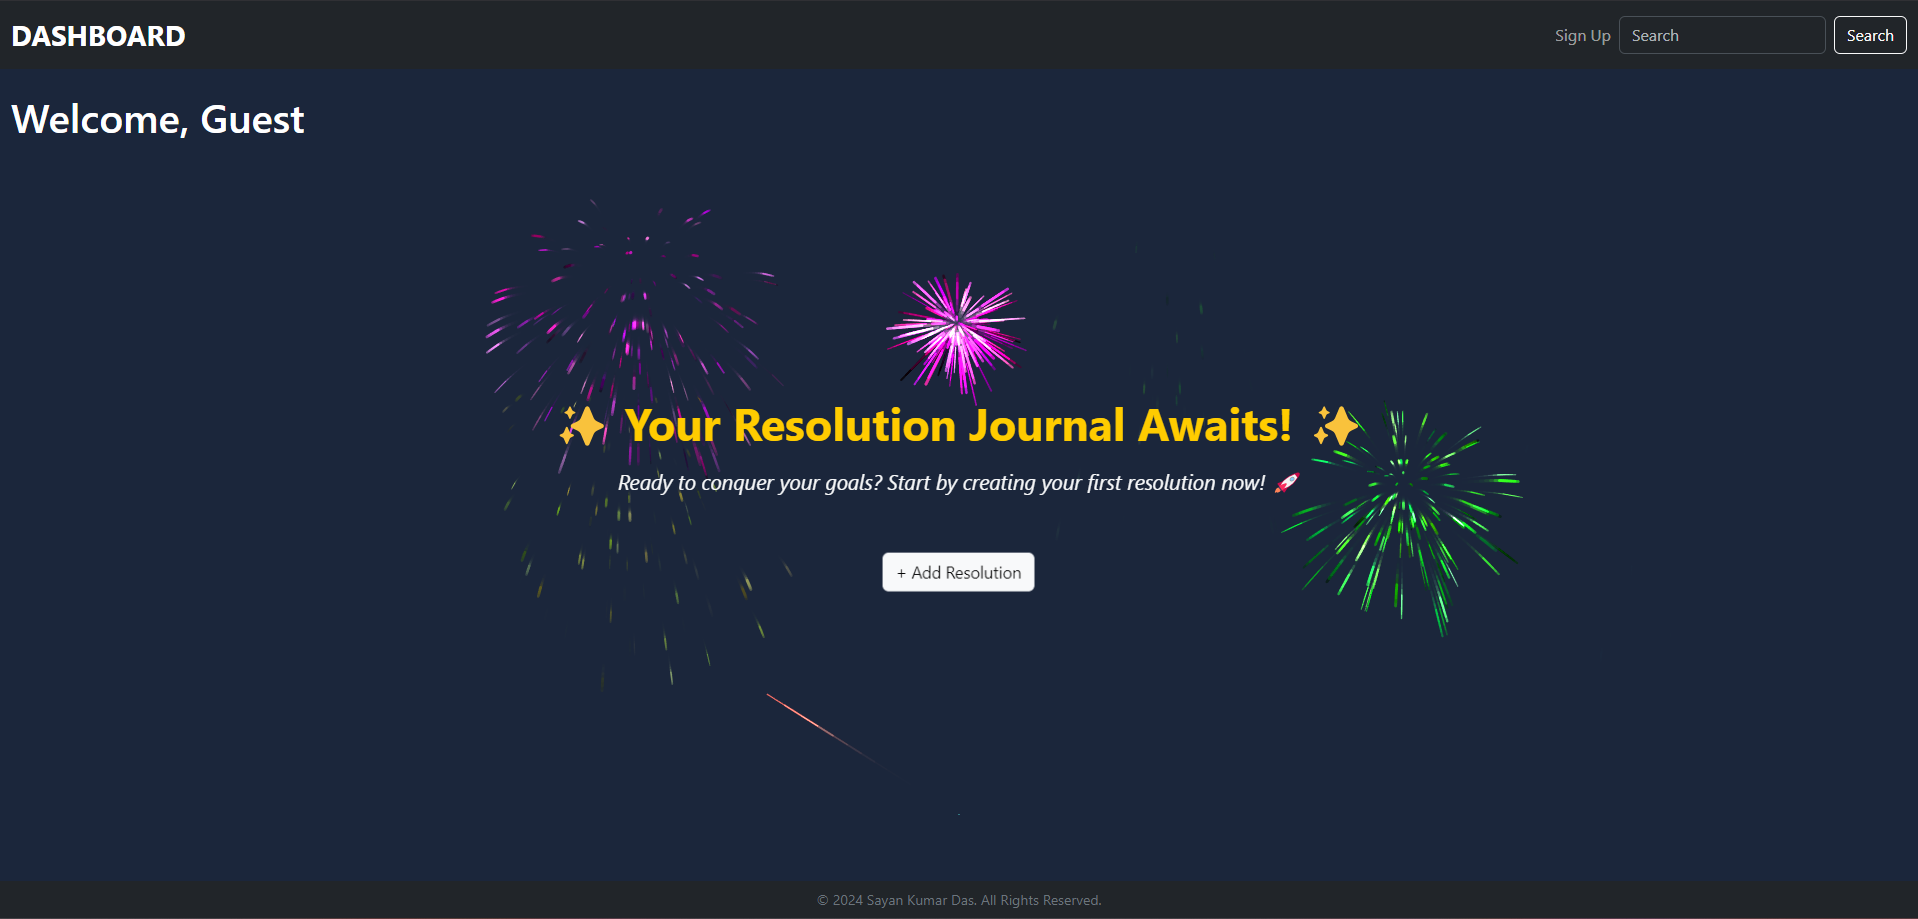 DASHBOARD
Sign Up
Search
Search
Welcome, Guest
✨ Your Resolution Journal Awaits! ✨
Ready to conquer your goals? Start by creating your first resolution now! 🚀
+ Add Resolution
© 2024 Sayan Kumar Das. All Rights Reserved.